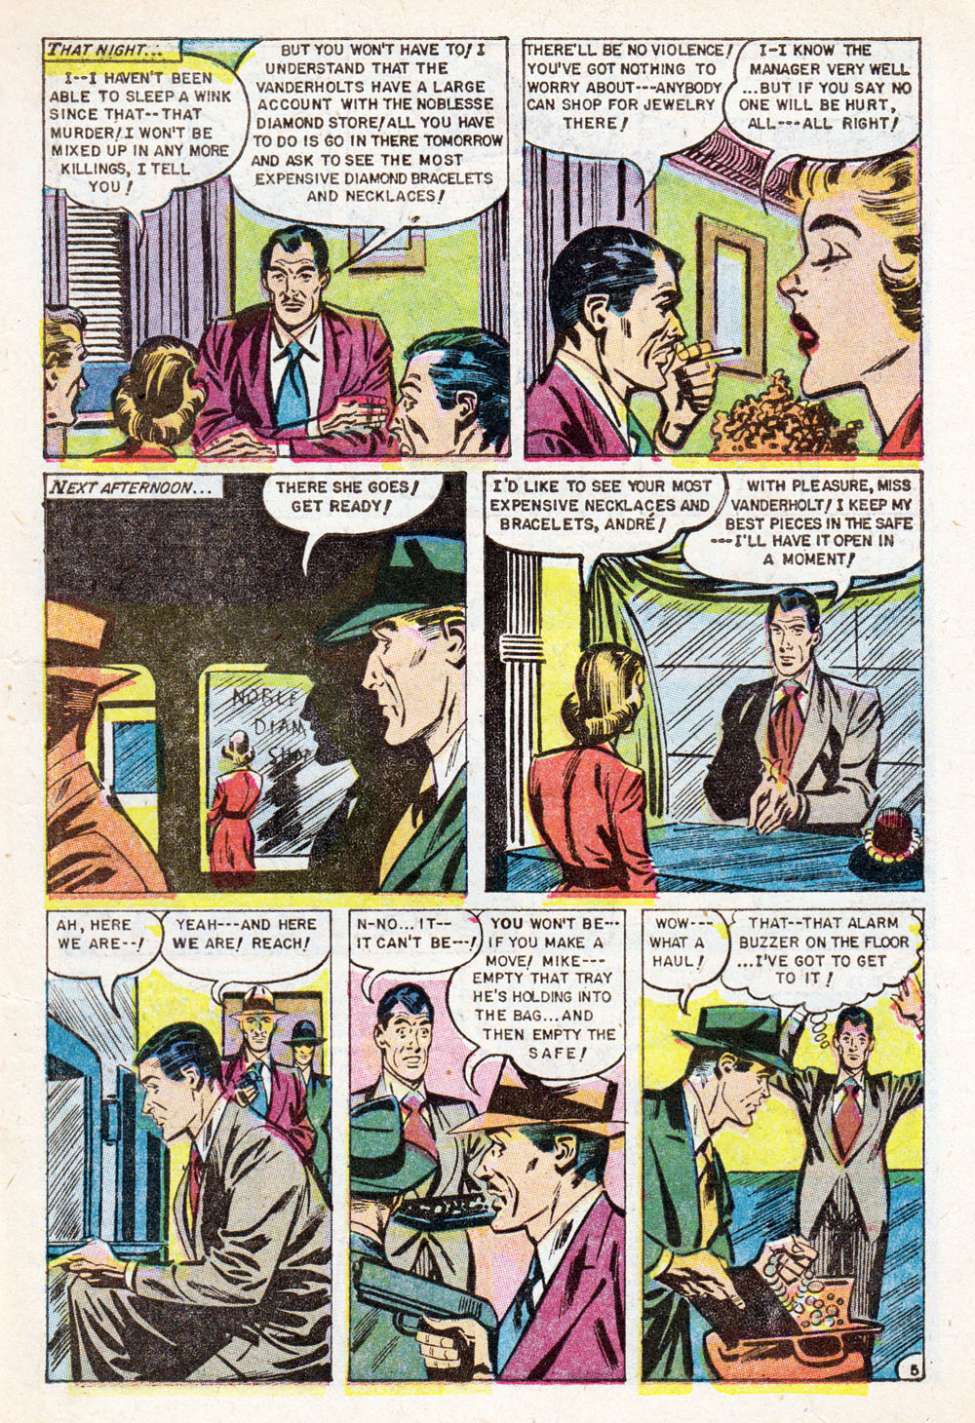 THAT NIGHT...
I--I HAVEN'T BEEN
ABLE TO SLEEP A WINK
SINCE THAT--THAT
MURDER! I WON'T BE
MIXED UP IN ANY MORE
KILLINGS, I TELL
YOU!
BUT YOU WON'T HAVE TO! I
UNDERSTAND THAT THE
VANDERHOLTS HAVE A LARGE
ACCOUNT WITH THE NOBLESSE
DIAMOND STORE! ALL YOU HAVE
TO DO IS GO IN THERE TOMORROW
AND ASK TO SEE THE MOST
EXPENSIVE DIAMOND BRACELETS
AND NECKLACES!
THERE'LL BE NO VIOLENCE!
YOU'VE GOT NOTHING TO
WORRY ABOUT---ANYBODY
CAN SHOP FOR JEWELRY
THERE!
I-I KNOW THE
MANAGER VERY WELL
...BUT IF YOU SAY NO
ONE WILL BE HURT,
ALL---ALL RIGHT!
NEXT AFTERNOON...
THERE SHE GOES!
GET READY!
NOBLE
DIAM
SHO
I'D LIKE TO SEE YOUR MOST
EXPENSIVE NECKLACES AND
BRACELETS, ANDRÉ!
WITH PLEASURE, MISS
VANDERHOLT! I KEEP MY
BEST PIECES IN THE SAFE
---I'LL HAVE IT OPEN IN
A MOMENT!
AH, HERE
WE ARE--!
YEAH---AND HERE
WE ARE! REACH!
N-NO... IT--
IT CAN'T BE--!
YOU WON'T BE--
IF YOU MAKE A
MOVE! MIKE---
EMPTY THAT TRAY
HE'S HOLDING INTO
THE BAG...AND
THEN EMPTY THE
SAFE!
WOW---
WHAT A
HAUL!
THAT--THAT ALARM
BUZZER ON THE FLOOR
...I'VE GOT TO GET
TO IT!
5